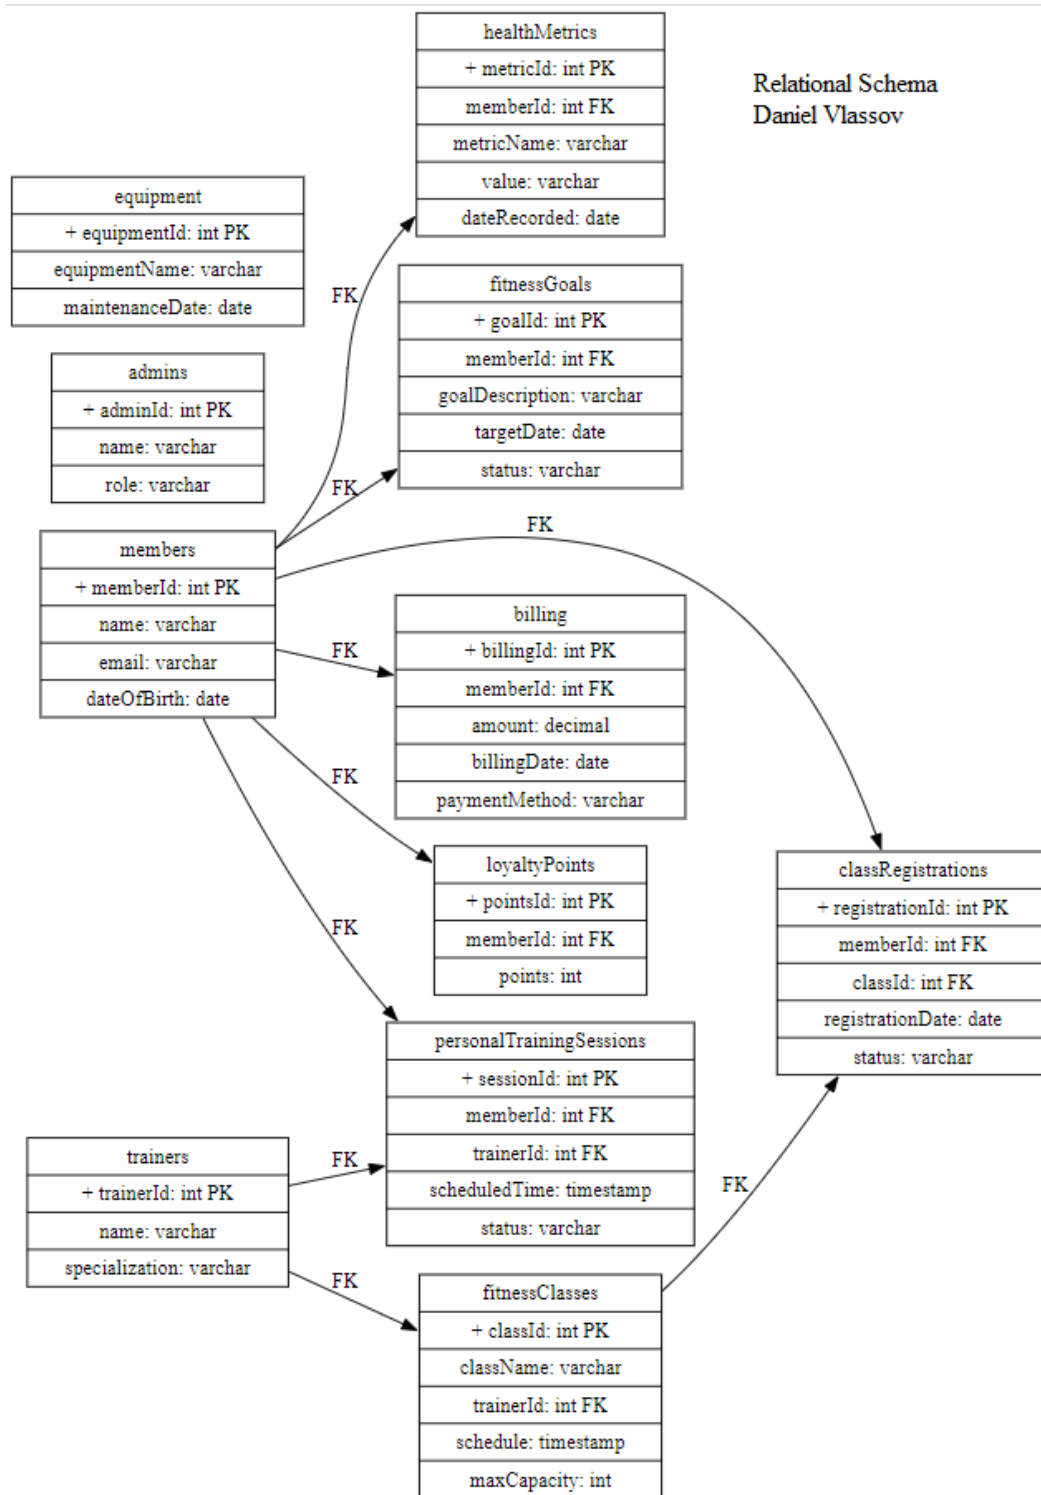 Relational Schema
Daniel Vlassov
healthMetrics
+ metricId: int PK
memberId: int FK
metricName: varchar
value: varchar
dateRecorded: date
equipment
+ equipmentId: int PK
equipmentName: varchar
maintenanceDate: date
FK
fitnessGoals
+ goalId: int PK
memberId: int FK
goalDescription: varchar
targetDate: date
status: varchar
admins
+ adminId: int PK
name: varchar
role: varchar
FK
FK
members
+ memberId: int PK
name: varchar
email: varchar
dateOfBirth: date
FK
billing
+ billingId: int PK
memberId: int FK
amount: decimal
billingDate: date
paymentMethod: varchar
FK
loyaltyPoints
+ pointsId: int PK
memberId: int FK
points: int
classRegistrations
+ registrationId: int PK
memberId: int FK
classId: int FK
registrationDate: date
status: varchar
FK
personalTrainingSessions
+ sessionId: int PK
memberId: int FK
trainerId: int FK
scheduledTime: timestamp
status: varchar
trainers
+ trainerId: int PK
name: varchar
specialization: varchar
FK
FK
FK
fitnessClasses
+ classId: int PK
className: varchar
trainerId: int FK
schedule: timestamp
maxCapacity: int